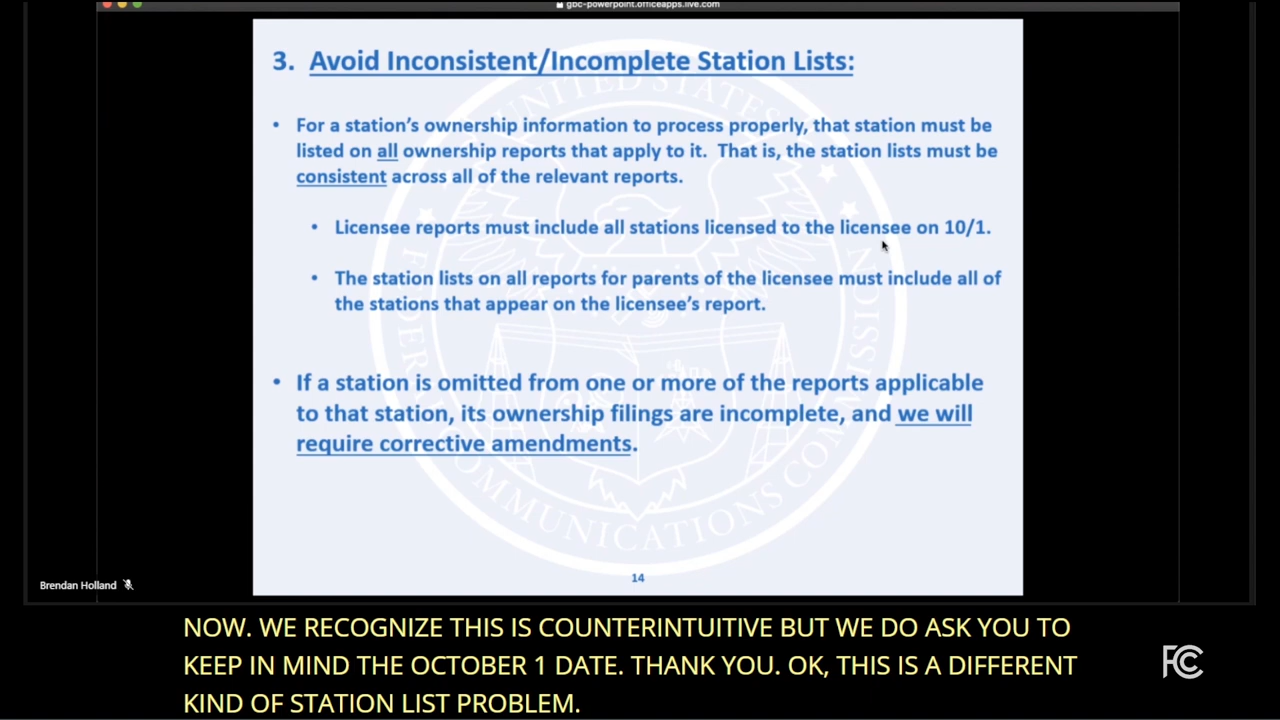 gbc-powerpoint.officeapps.live.com
3. Avoid Inconsistent/Incomplete Station Lists:
• For a station's ownership information to process properly, that station must be
listed on all ownership reports that apply to it. That is, the station lists must be
consistent across all of the relevant reports.
• Licensee reports must include all stations licensed to the licensee on 10/1.
• The station lists on all reports for parents of the licensee must include all of
the stations that appear on the licensee's report.
• If a station is omitted from one or more of the reports applicable
to that station, its ownership filings are incomplete, and we will
require corrective amendments.
UNITED STATES
FEDERAL COMMUNICATIONS COMMISSION
14
Brendan Holland
NOW. WE RECOGNIZE THIS IS COUNTERINTUITIVE BUT WE DO ASK YOU TO
KEEP IN MIND THE OCTOBER 1 DATE. THANK YOU. OK, THIS IS A DIFFERENT
KIND OF STATION LIST PROBLEM.
FCC